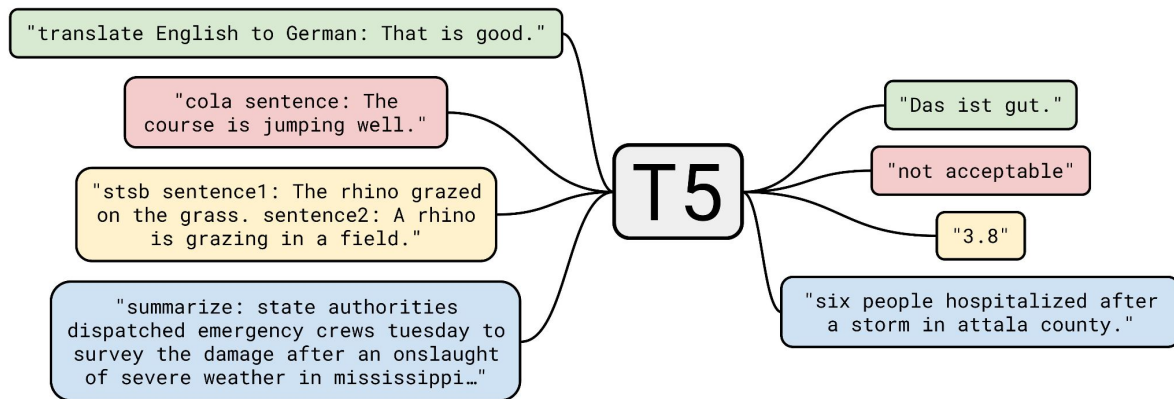 "translate English to German: That is good."
"cola sentence: The
course is jumping well."
"stsb sentence1: The rhino grazed
on the grass. sentence2: A rhino
is grazing in a field."
"summarize: state authorities
dispatched emergency crews tuesday to
survey the damage after an onslaught
of severe weather in mississippi…"
T5
"Das ist gut."
"not acceptable"
"3.8"
"six people hospitalized after
a storm in attala county."